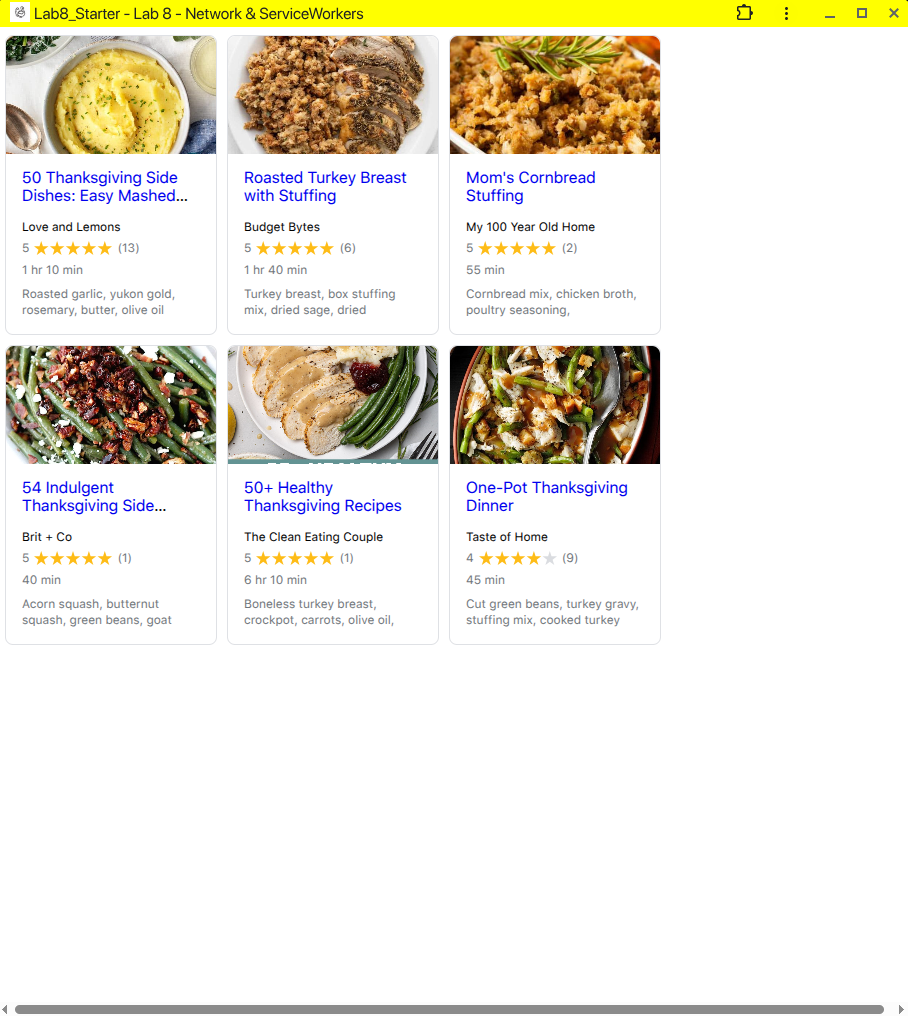 Lab8_Starter - Lab 8 - Network & ServiceWorkers
50 Thanksgiving Side
Dishes: Easy Mashed...
Love and Lemons
5 ★★★★★ (13)
1 hr 10 min
Roasted garlic, yukon gold,
rosemary, butter, olive oil
Roasted Turkey Breast
with Stuffing
Budget Bytes
5 ★★★★★ (6)
1 hr 40 min
Turkey breast, box stuffing
mix, dried sage, dried
Mom's Cornbread
Stuffing
My 100 Year Old Home
5 ★★★★★ (2)
55 min
Cornbread mix, chicken broth,
poultry seasoning,
54 Indulgent
Thanksgiving Side...
Brit + Co
5 ★★★★★ (1)
40 min
Acorn squash, butternut
squash, green beans, goat
50+ Healthy
Thanksgiving Recipes
The Clean Eating Couple
5 ★★★★★ (1)
6 hr 10 min
Boneless turkey breast,
crockpot, carrots, olive oil,
One-Pot Thanksgiving
Dinner
Taste of Home
4 ★★★★★ (9)
45 min
Cut green beans, turkey gravy,
stuffing mix, cooked turkey